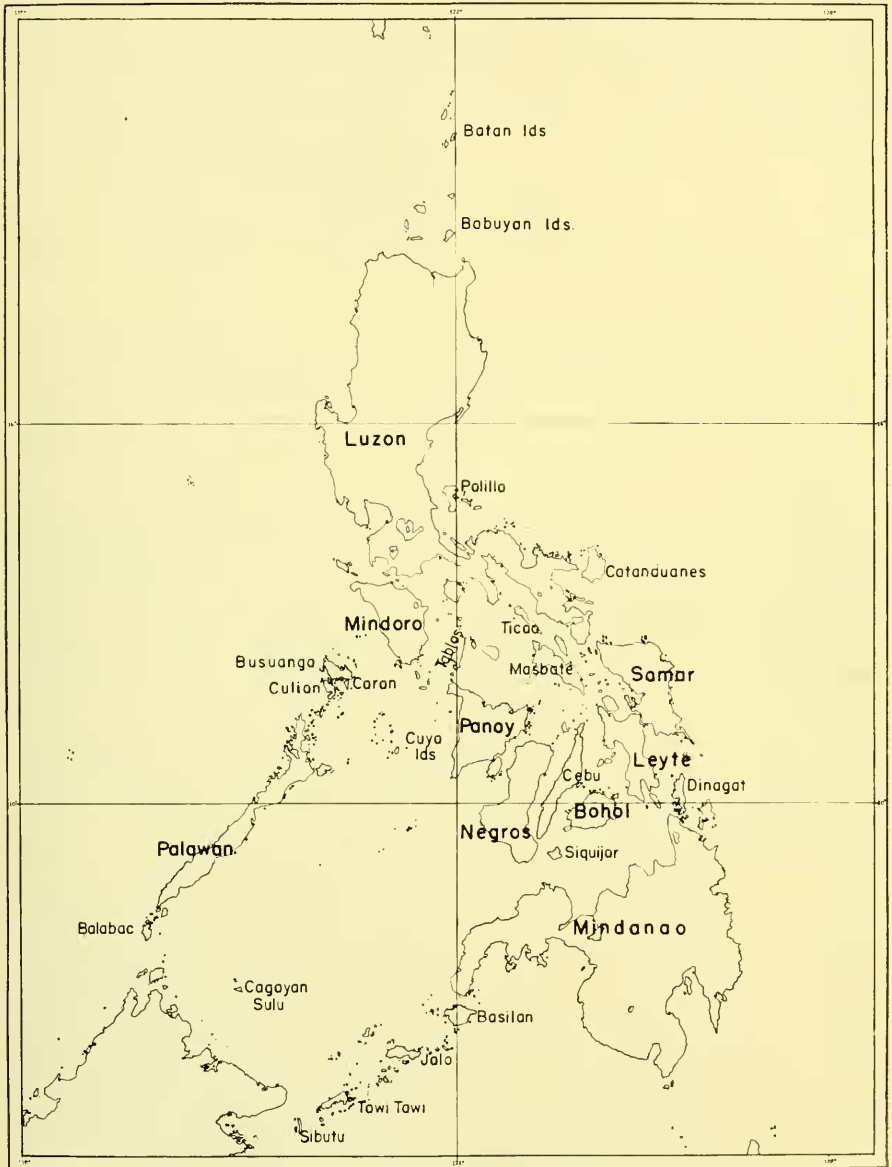 122°
Batan Ids
Babuyan Ids.
Luzon
Polillo
Catanduanes
Mindoro
Tablas
Ticao
Masbate
Samar
Busuanga
Culion
Coron
Panay
Cuyo
Ids
Leyte
Cebu
Dinagat
Bohol
Negros
Siquijor
Palawan
Mindanao
Balabac
Cagayan
Sulu
Basilan
Jolo
Tawi Tawi
Sibutu